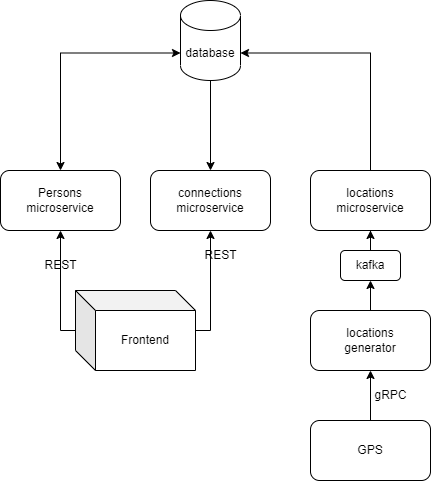 database
Persons
microservice
connections
microservice
locations
microservice
REST
REST
kafka
Frontend
locations
generator
gRPC
GPS